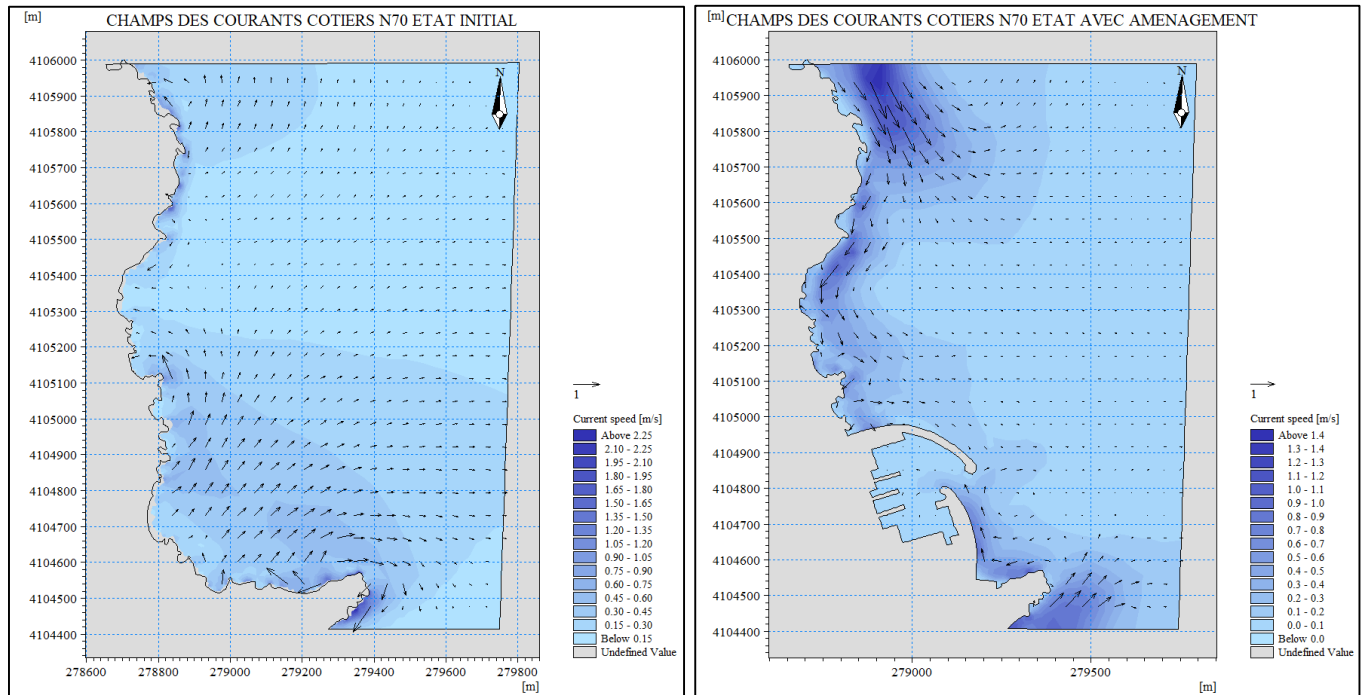 [m]
CHAMPS DES COURANTS COTIERS N70 ETAT INITIAL
N
4106000
4105900
4105800
4105700
4105600
4105500
4105400
4105300
4105200
4105100
4105000
4104900
4104800
4104700
4104600
4104500
4104400
278600
278800
279000
279200
279400
279600
279800
[m]
1
Current speed [m/s]
Above 2.25
2.10 - 2.25
1.95 - 2.10
1.80 - 1.95
1.65 - 1.80
1.50 - 1.65
1.35 - 1.50
1.20 - 1.35
1.05 - 1.20
0.90 - 1.05
0.75 - 0.90
0.60 - 0.75
0.45 - 0.60
0.30 - 0.45
0.15 - 0.30
Below 0.15
Undefined Value
[m]
CHAMPS DES COURANTS COTIERS N70 ETAT AVEC AMENAGEMENT
N
4106000
4105900
4105800
4105700
4105600
4105500
4105400
4105300
4105200
4105100
4105000
4104900
4104800
4104700
4104600
4104500
4104400
279000
279500
[m]
1
Current speed [m/s]
Above 1.4
1.3 - 1.4
1.2 - 1.3
1.1 - 1.2
1.0 - 1.1
0.9 - 1.0
0.8 - 0.9
0.7 - 0.8
0.6 - 0.7
0.5 - 0.6
0.4 - 0.5
0.3 - 0.4
0.2 - 0.3
0.1 - 0.2
0.0 - 0.1
Below 0.0
Undefined Value